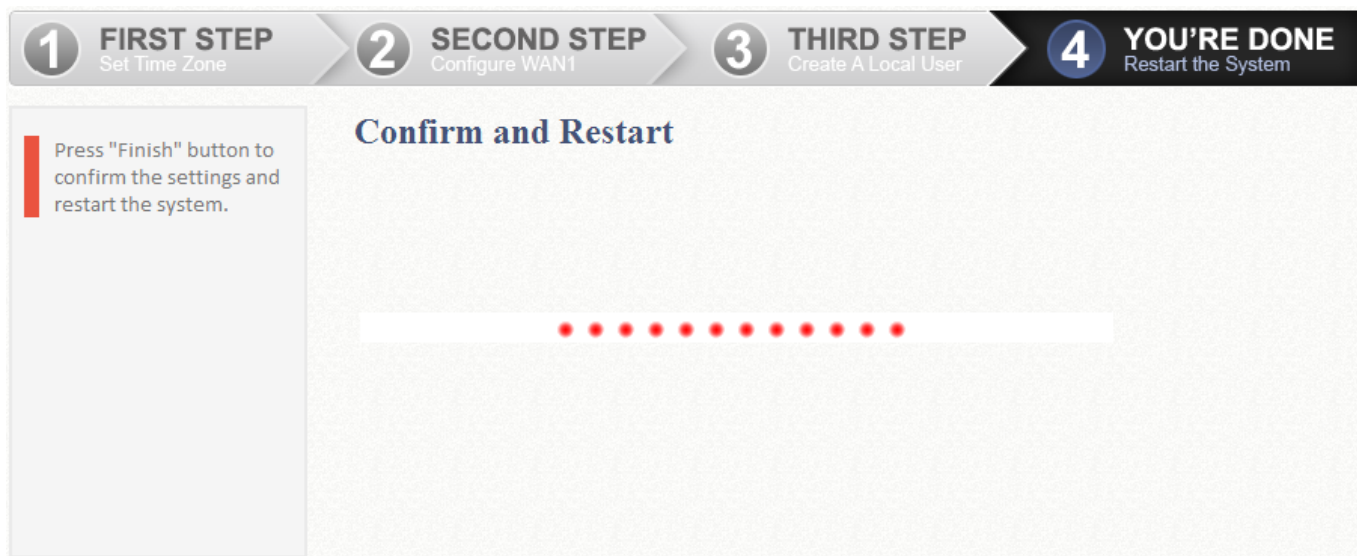 1 FIRST STEP
Set Time Zone
2 SECOND STEP
Configure WAN1
3 THIRD STEP
Create A Local User
4 YOU'RE DONE
Restart the System
Press "Finish" button to
confirm the settings and
restart the system.
Confirm and Restart